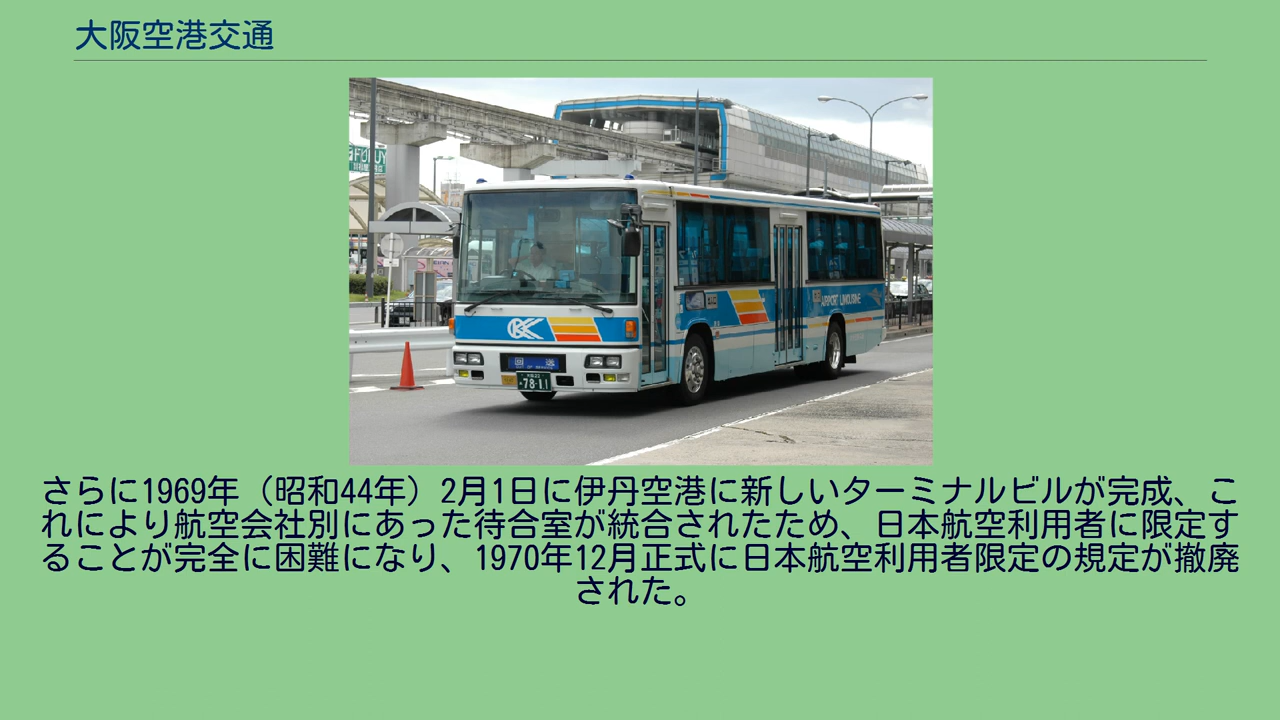 大阪空港交通
AIRPORT LIMOUSINE
回送
78-11
さらに1969年（昭和44年）2月1日に伊丹空港に新しいターミナルビルが完成、こ
れにより航空会社別にあった待合室が統合されたため、日本航空利用者に限定す
ることが完全に困難になり、1970年12月正式に日本航空利用者限定の規定が撤廃
された。